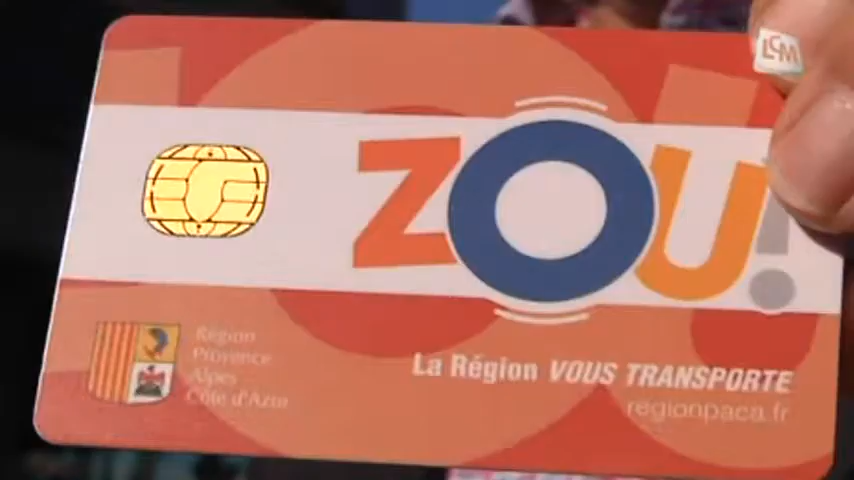 LCM
ZOU!
Région
Provence
Alpes
Côte d'Azur
La Région VOUS TRANSPORTE
regionpaca.fr